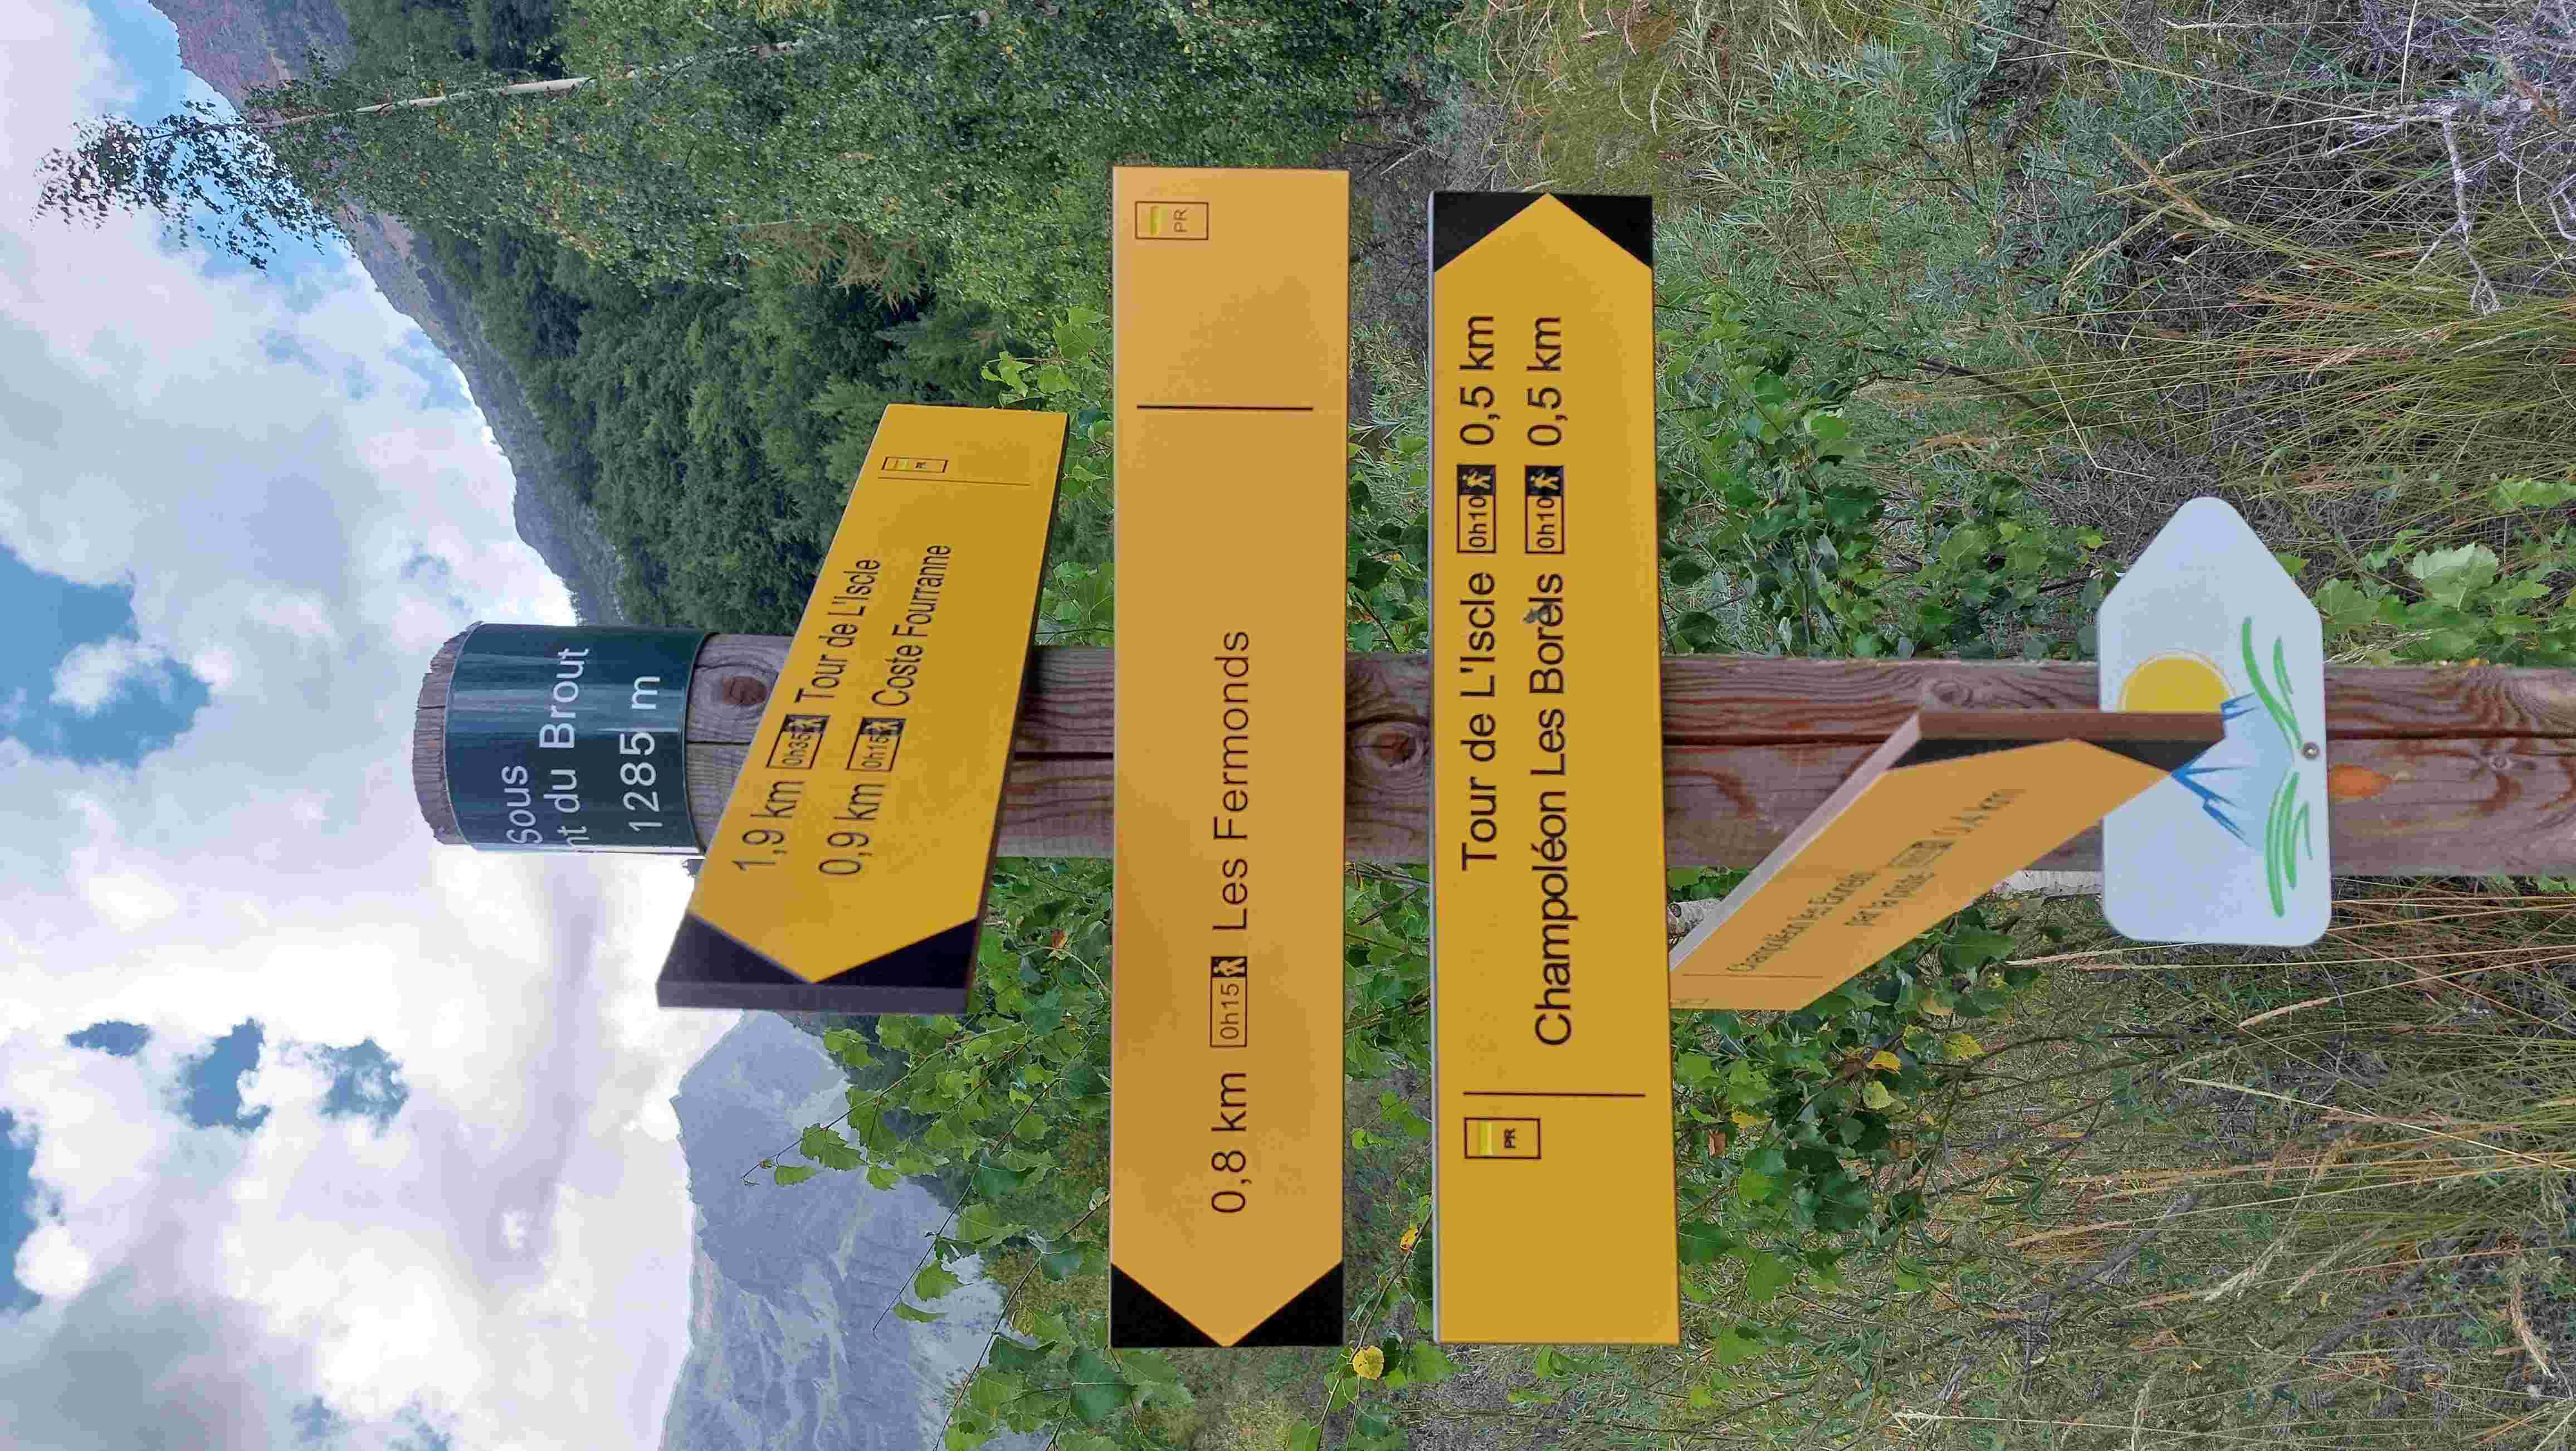 Sous
nt du Brout
1285 m
1,9 km 0h35 Tour de L'Iscle
0,9 km 0h15 Coste Fourranne
PR
PR
0,8 km 0h15 Les Fermonds
PR
Tour de L'Iscle 0h10 0,5 km
Champoléon Les Borels 0h10 0,5 km
Champoléon les Borels 0,4 km
par la piste